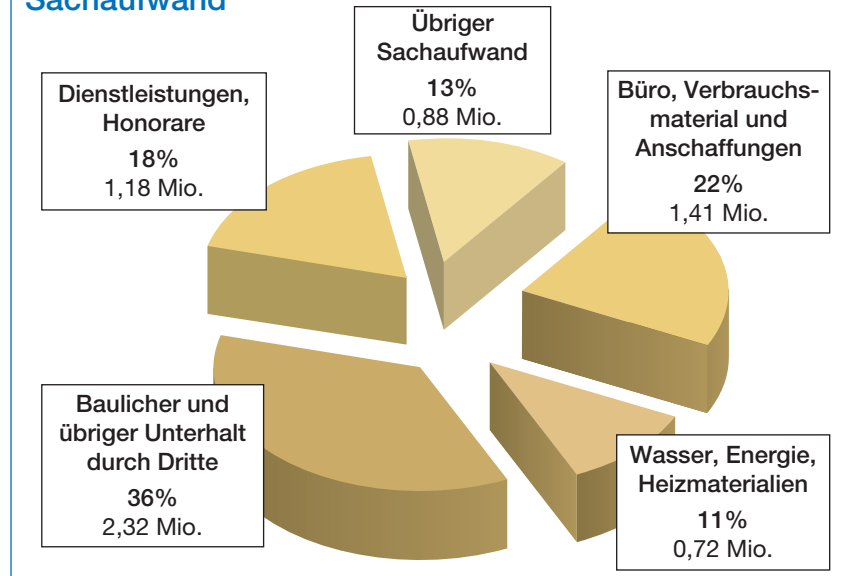 Sachaufwand
Übriger
Sachaufwand
13%
0,88 Mio.
Dienstleistungen,
Honorare
18%
1,18 Mio.
Büro, Verbrauchs-
material und
Anschaffungen
22%
1,41 Mio.
Baulicher und
übriger Unterhalt
durch Dritte
36%
2,32 Mio.
Wasser, Energie,
Heizmaterialien
11%
0,72 Mio.